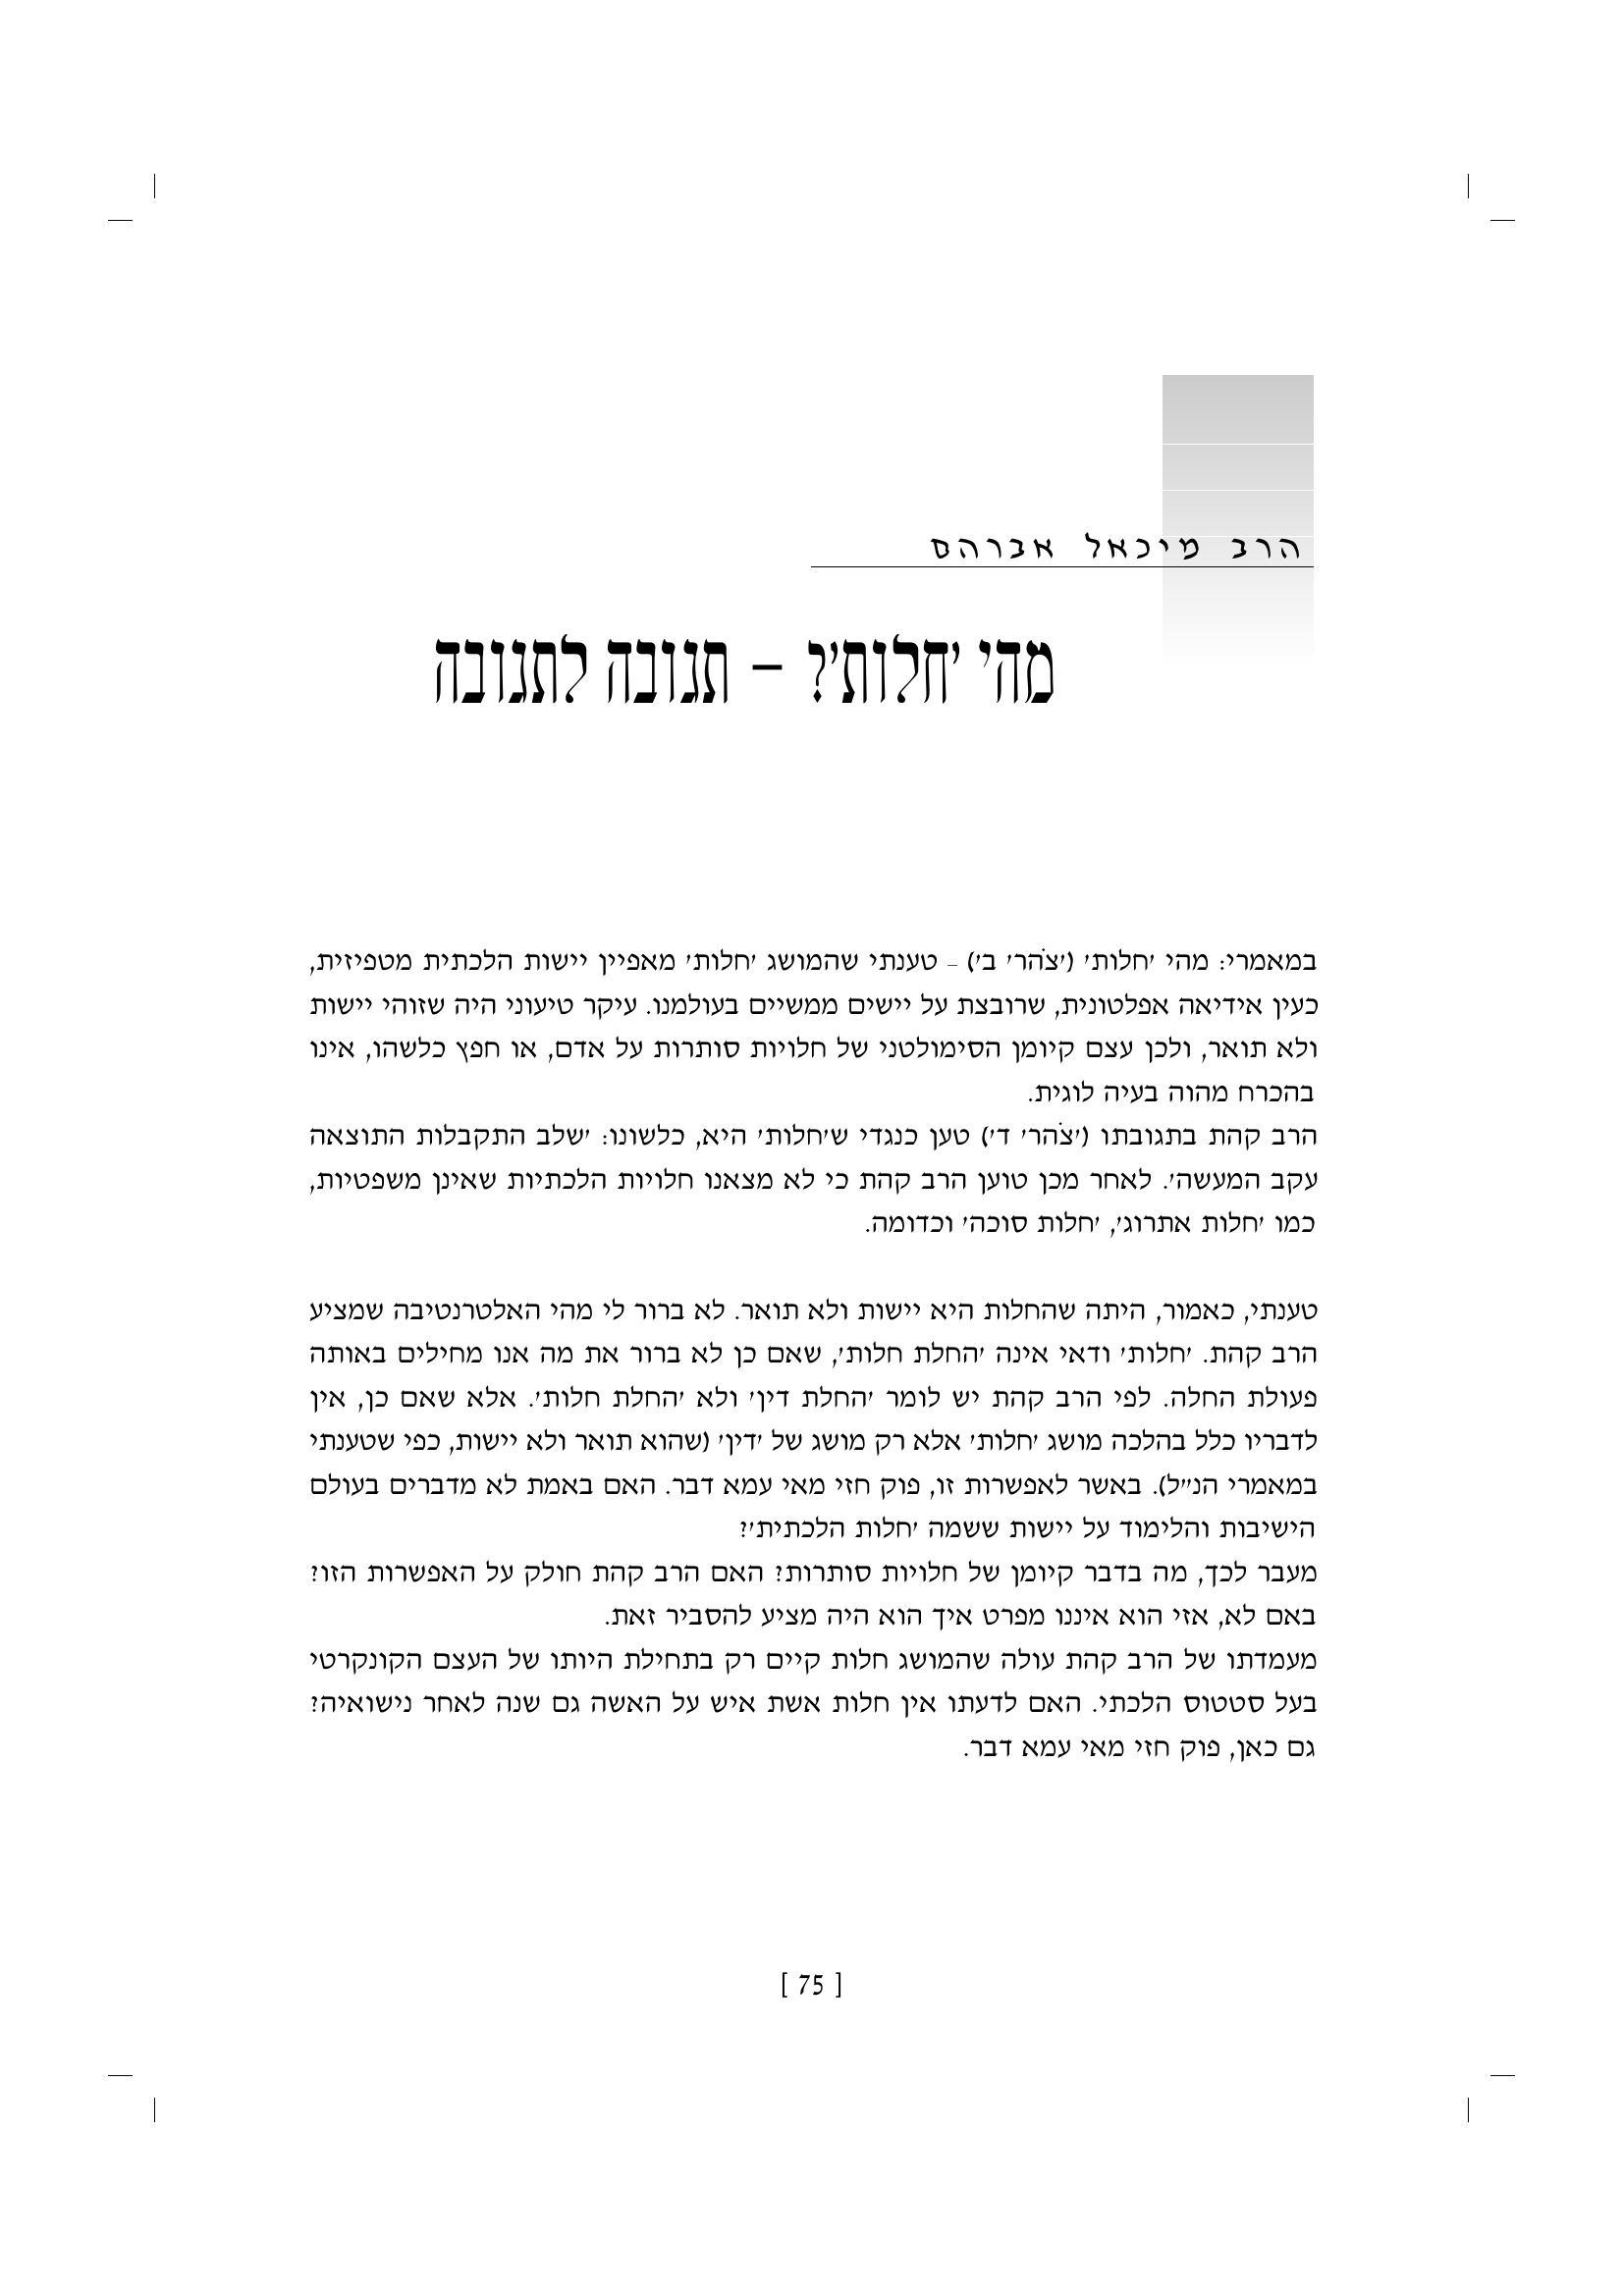 הרב מיכאל אברהם
מהי 'חלות'? – תגובה לתגובה
במאמרי: מהי 'חלות' ('צֹהר' ב') – טענתי שהמושג 'חלות' מאפיין יישות הלכתית מטפיזית,
כעין אידיאה אפלטונית, שרובצת על יישים ממשיים בעולמנו. עיקר טיעוני היה שזוהי יישות
ולא תואר, ולכן עצם קיומן הסימולטני של חלויות סותרות על אדם, או חפץ כלשהו, אינו
בהכרח מהוה בעיה לוגית.
הרב קהת בתגובתו ('צֹהר' ד') טען כנגדי ש'חלות' היא, כלשונו: 'שלב התקבלות התוצאה
עקב המעשה'. לאחר מכן טוען הרב קהת כי לא מצאנו חלויות הלכתיות שאינן משפטיות,
כמו 'חלות אתרוג', 'חלות סוכה' וכדומה.
טענתי, כאמור, היתה שהחלות היא יישות ולא תואר. לא ברור לי מהי האלטרנטיבה שמציע
הרב קהת. 'חלות' ודאי אינה 'החלת חלות', שאם כן לא ברור את מה אנו מחילים באותה
פעולת החלה. לפי הרב קהת יש לומר 'החלת דין' ולא 'החלת חלות'. אלא שאם כן, אין
לדבריו כלל בהלכה מושג 'חלות' אלא רק מושג של 'דין' (שהוא תואר ולא יישות, כפי שטענתי
במאמרי הנ"ל). באשר לאפשרות זו, פוק חזי מאי עמא דבר. האם באמת לא מדברים בעולם
הישיבות והלימוד על יישות ששמה 'חלות הלכתית'?
מעבר לכך, מה בדבר קיומן של חלויות סותרות? האם הרב קהת חולק על האפשרות הזו?
באם לא, אזי הוא איננו מפרט איך הוא היה מציע להסביר זאת.
מעמדתו של הרב קהת עולה שהמושג חלות קיים רק בתחילת היותו של העצם הקונקרטי
בעל סטטוס הלכתי. האם לדעתו אין חלות אשת איש על האשה גם שנה לאחר נישואיה?
גם כאן, פוק חזי מאי עמא דבר.
[ 75 ]